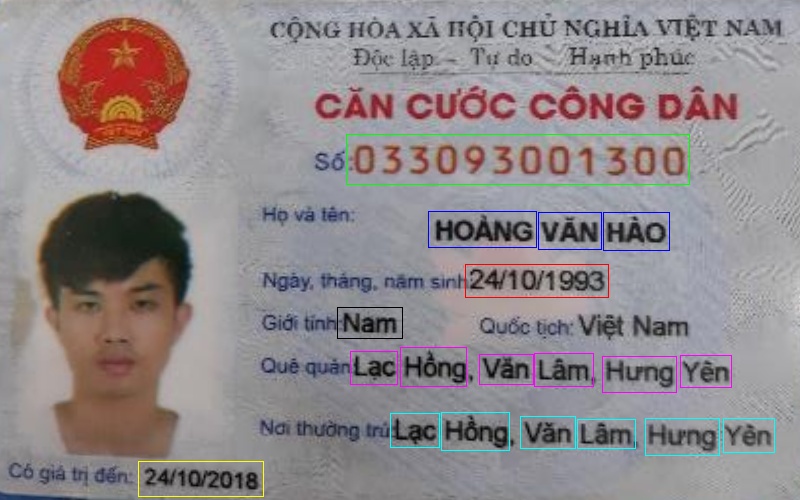 CỘNG HÒA XÃ HỘI CHỦ NGHĨA VIỆT NAM
Độc lập - Tự do - Hạnh phúc
CĂN CƯỚC CÔNG DÂN
Số: 033093001300
Họ và tên: HOÀNG VĂN HÀO
Ngày, tháng, năm sinh: 24/10/1993
Giới tính: Nam Quốc tịch: Việt Nam
Quê quán: Lạc Hồng, Văn Lâm, Hưng Yên
Nơi thường trú: Lạc Hồng, Văn Lâm, Hưng Yên
Có giá trị đến: 24/10/2018